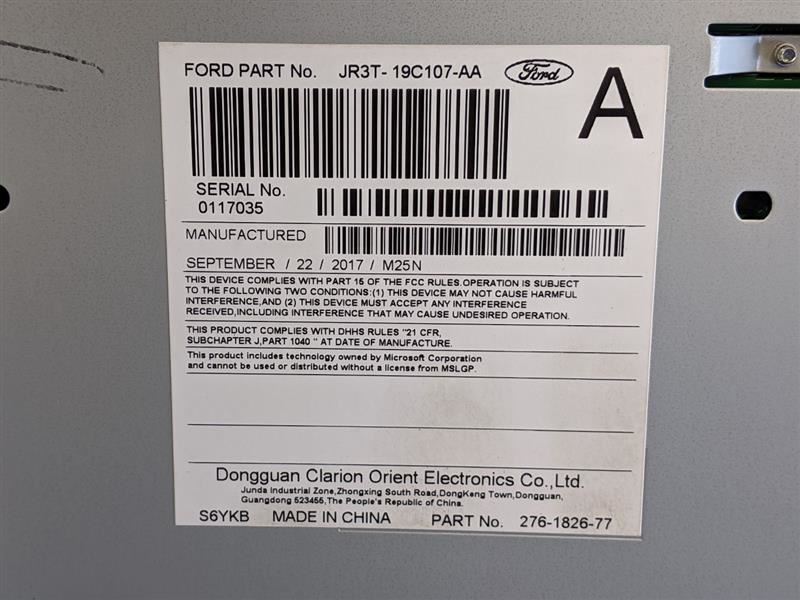 FORD PART No. JR3T-19C107-AA Ford
A
SERIAL No.
0117035
MANUFACTURED
SEPTEMBER / 22 / 2017 / M25N
THIS DEVICE COMPLIES WITH PART 15 OF THE FCC RULES.OPERATION IS SUBJECT
TO THE FOLLOWING TWO CONDITIONS:(1) THIS DEVICE MAY NOT CAUSE HARMFUL
INTERFERENCE,AND (2) THIS DEVICE MUST ACCEPT ANY INTERFERENCE
RECEIVED,INCLUDING INTERFERENCE THAT MAY CAUSE UNDESIRED OPERATION.
THIS PRODUCT COMPLIES WITH DHHS RULES "21 CFR,
SUBCHAPTER J,PART 1040 " AT DATE OF MANUFACTURE.
This product includes technology owned by Microsoft Corporation
and cannot be used or distributed without a license from MSLGP.
Dongguan Clarion Orient Electronics Co.,Ltd.
Junda Industrial Zone,Zhongxing South Road,DongKeng Town,Dongguan,
Guangdong 523455,The People's Republic of China.
S6YKB MADE IN CHINA PART No. 276-1826-77